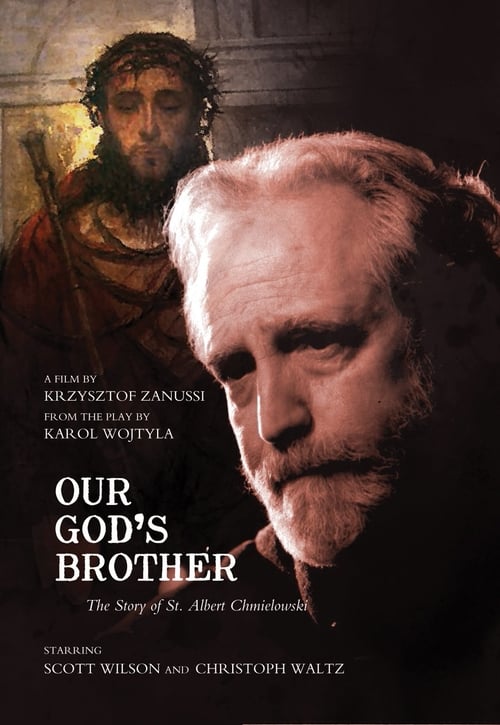 A FILM BY
KRZYSZTOF ZANUSSI
FROM THE PLAY BY
KAROL WOJTYLA
OUR
GOD'S
BROTHER
The Story of St. Albert Chmielowski
STARRING
SCOTT WILSON AND CHRISTOPH WALTZ